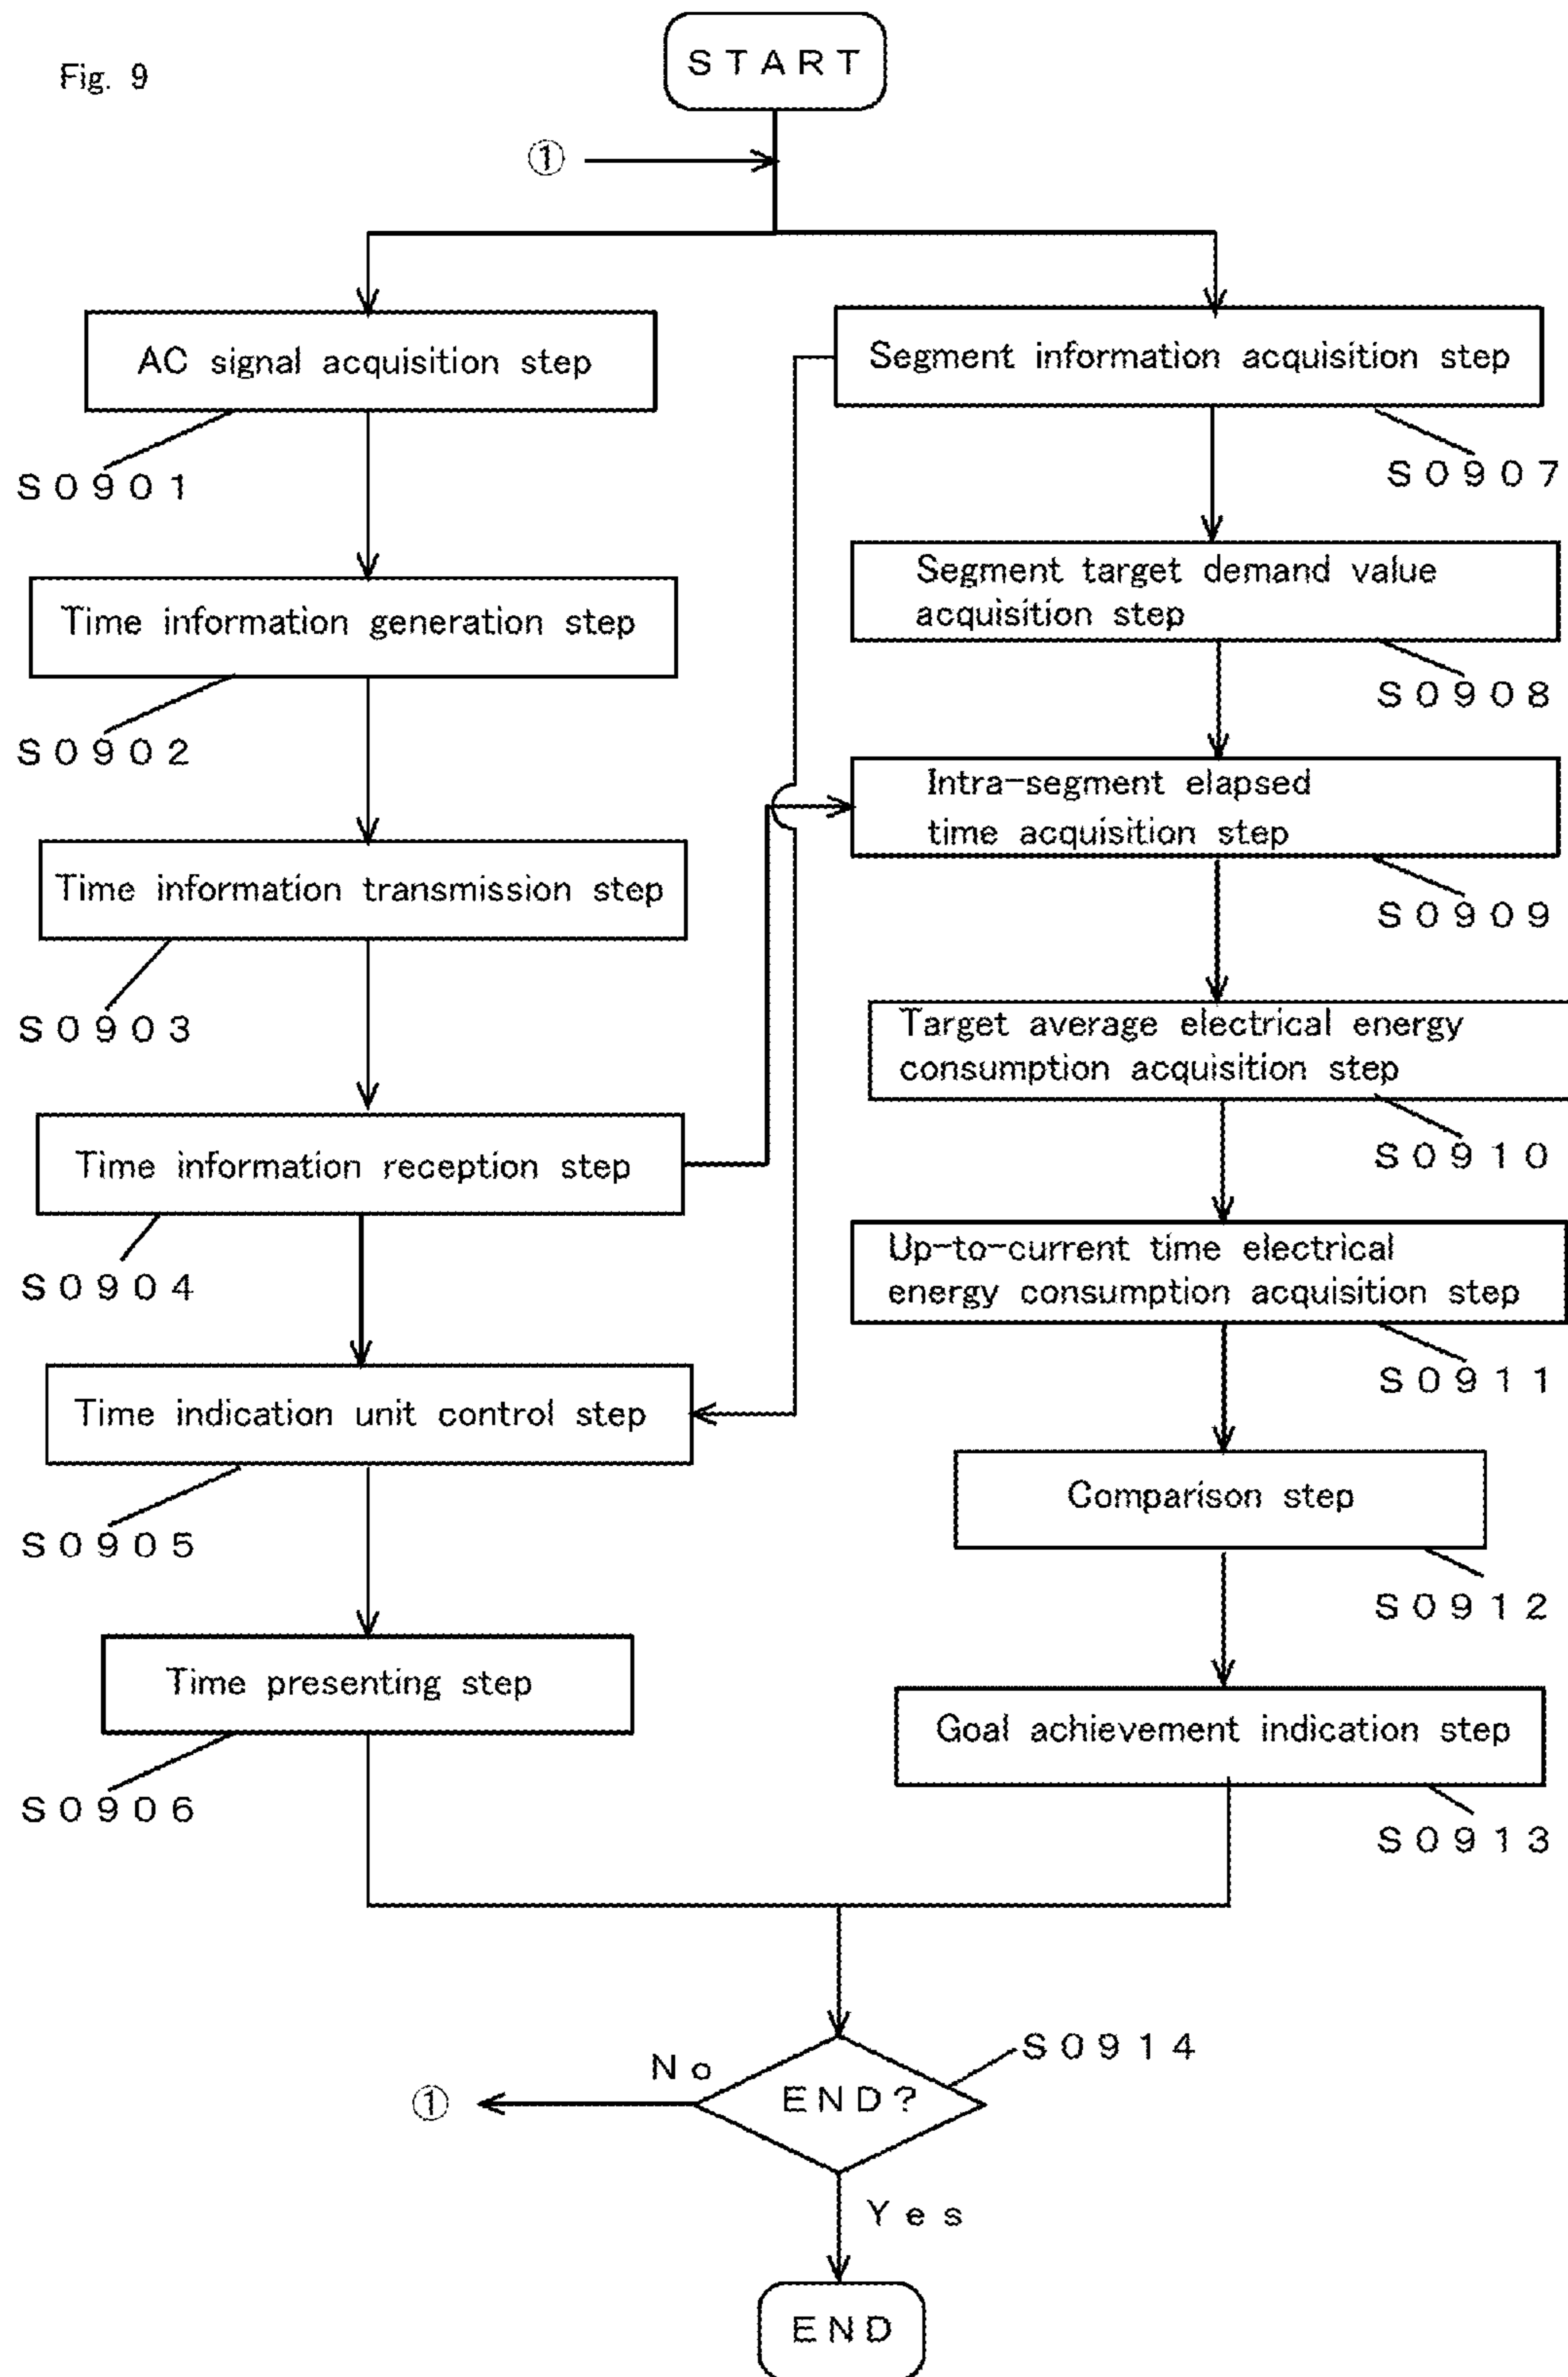 Fig. 9
START
①
AC signal acquisition step
S0901
Time information generation step
S0902
Time information transmission step
S0903
Time information reception step
S0904
Time indication unit control step
S0905
Time presenting step
S0906
Segment information acquisition step
S0907
Segment target demand value
acquisition step
S0908
Intra-segment elapsed
time acquisition step
S0909
Target average electrical energy
consumption acquisition step
S0910
Up-to-current time electrical
energy consumption acquisition step
S0911
Comparison step
S0912
Goal achievement indication step
S0913
S0914
No
END?
①
Yes
END